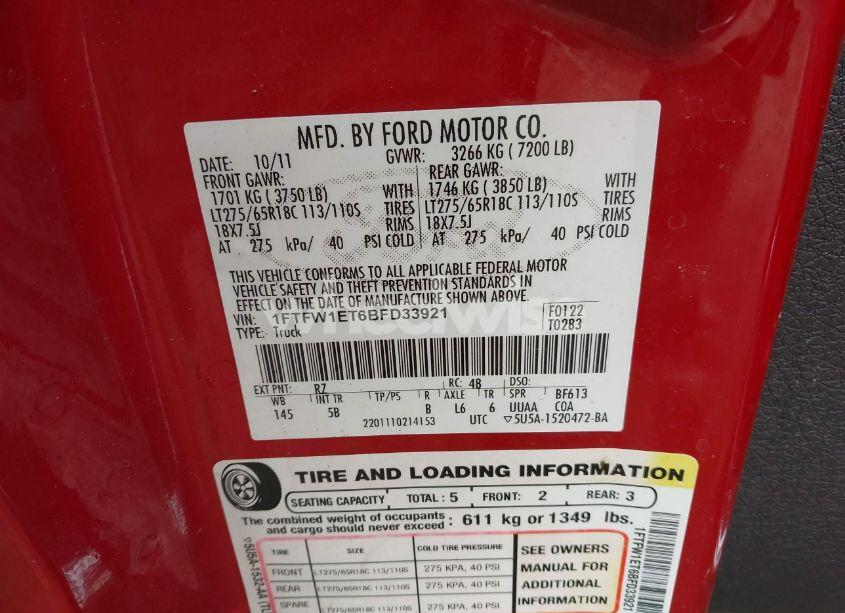 MFD. BY FORD MOTOR CO.
DATE: 10/11 GVWR: 3266 KG ( 7200 LB)
FRONT GAWR: REAR GAWR:
1701 KG ( 3750 LB) WITH 1746 KG ( 3850 LB) WITH
LT275/65R18C 113/110S TIRES LT275/65R18C 113/110S TIRES
18X7.5J RIMS 18X7.5J RIMS
AT 275 kPa/ 40 PSI COLD AT 275 kPa/ 40 PSI COLD
THIS VEHICLE CONFORMS TO ALL APPLICABLE FEDERAL MOTOR
VEHICLE SAFETY AND THEFT PREVENTION STANDARDS IN
EFFECT ON THE DATE OF MANUFACTURE SHOWN ABOVE.
VIN: 1FTFW1ET6BFD33921 F0122
TYPE: Truck T0283
EXT PNT: RZ RC: 48 DSO:
WB INT TR TP/PS R AXLE TR SPR BF613
145 5B B L6 6 UUAA COA
2201110214153 UTC ▽5U5A-1520472-BA
TIRE AND LOADING INFORMATION
SEATING CAPACITY TOTAL : 5 FRONT: 2 REAR: 3
The combined weight of occupants and cargo should never exceed : 611 kg or 1349 lbs.
TIRE SIZE COLD TIRE PRESSURE
FRONT LT275/65R18C 113/110S 275 KPA, 40 PSI
REAR LT275/65R18C 113/110S 275 KPA, 40 PSI
SPARE LT275/65R18C 113/110S 275 KPA, 40 PSI
SEE OWNERS
MANUAL FOR
ADDITIONAL
INFORMATION
1FTFW1ET6BFD33921